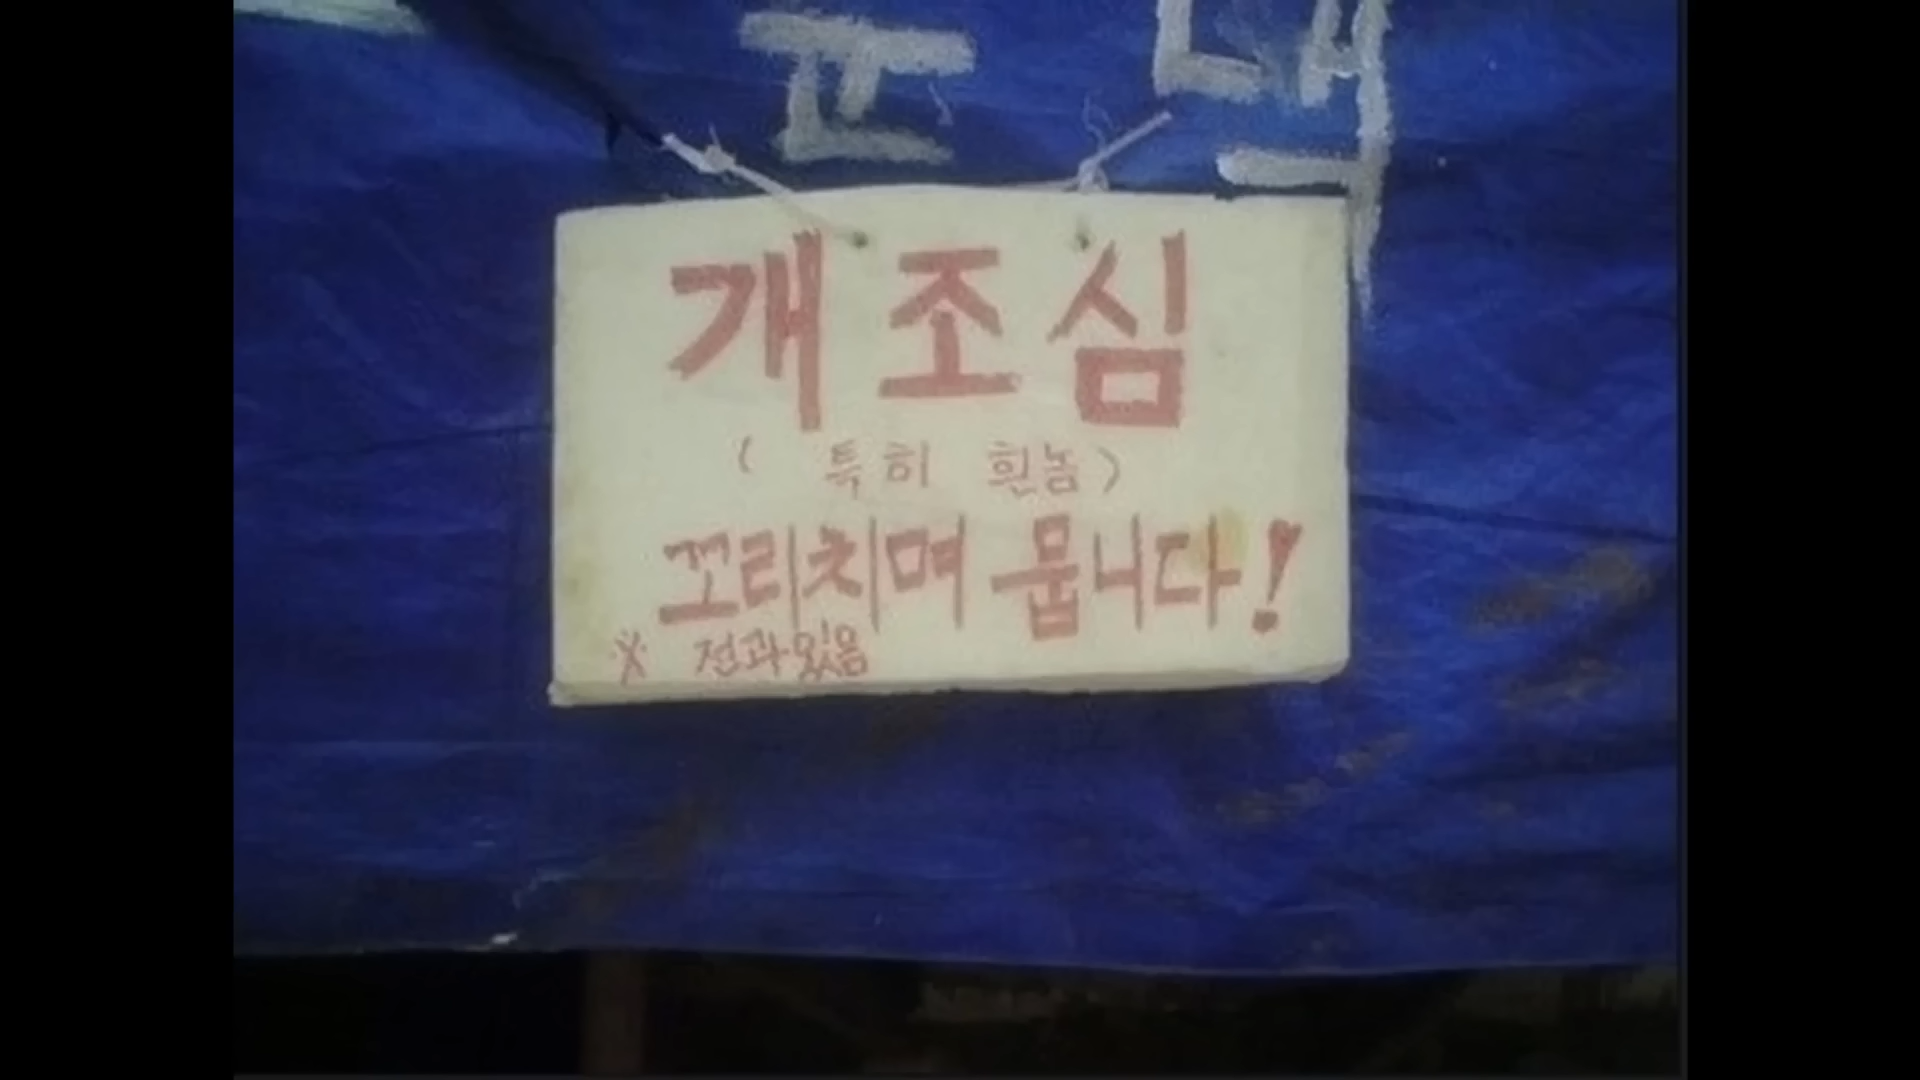 개조심
( 특히 흰놈)
꼬리치며 뭅니다!
※ 전과있음